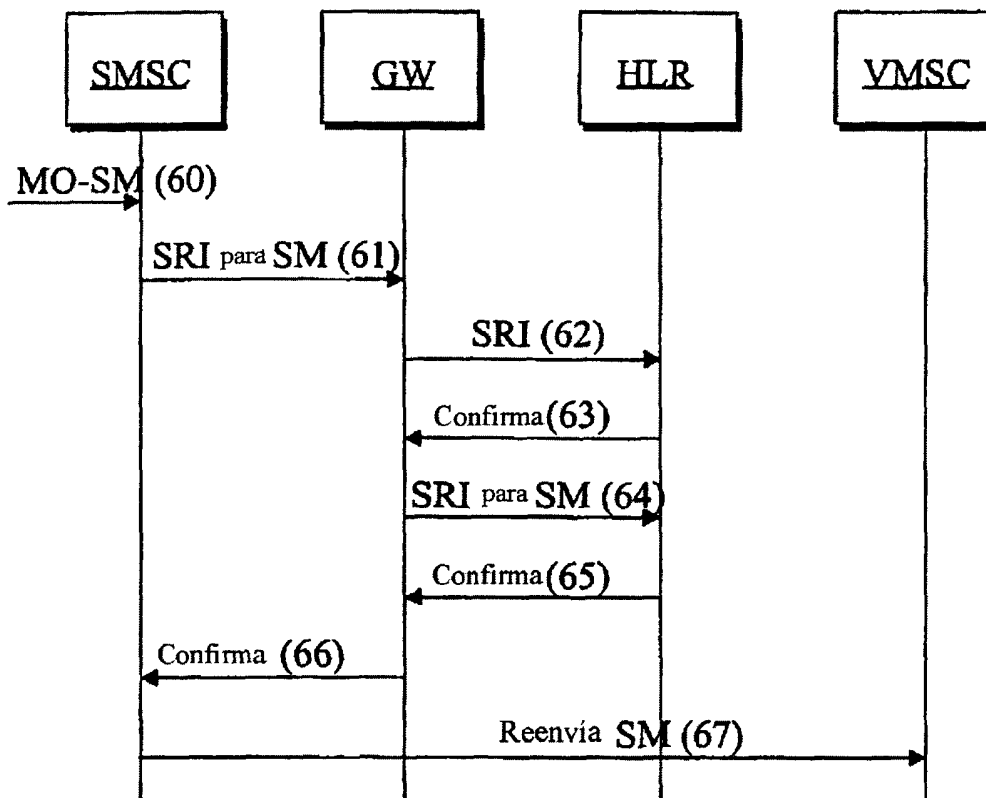 SMSC
GW
HLR
VMSC
MO-SM (60)
SRI para SM (61)
SRI (62)
Confirma (63)
SRI para SM (64)
Confirma (65)
Confirma (66)
Reenvía SM (67)